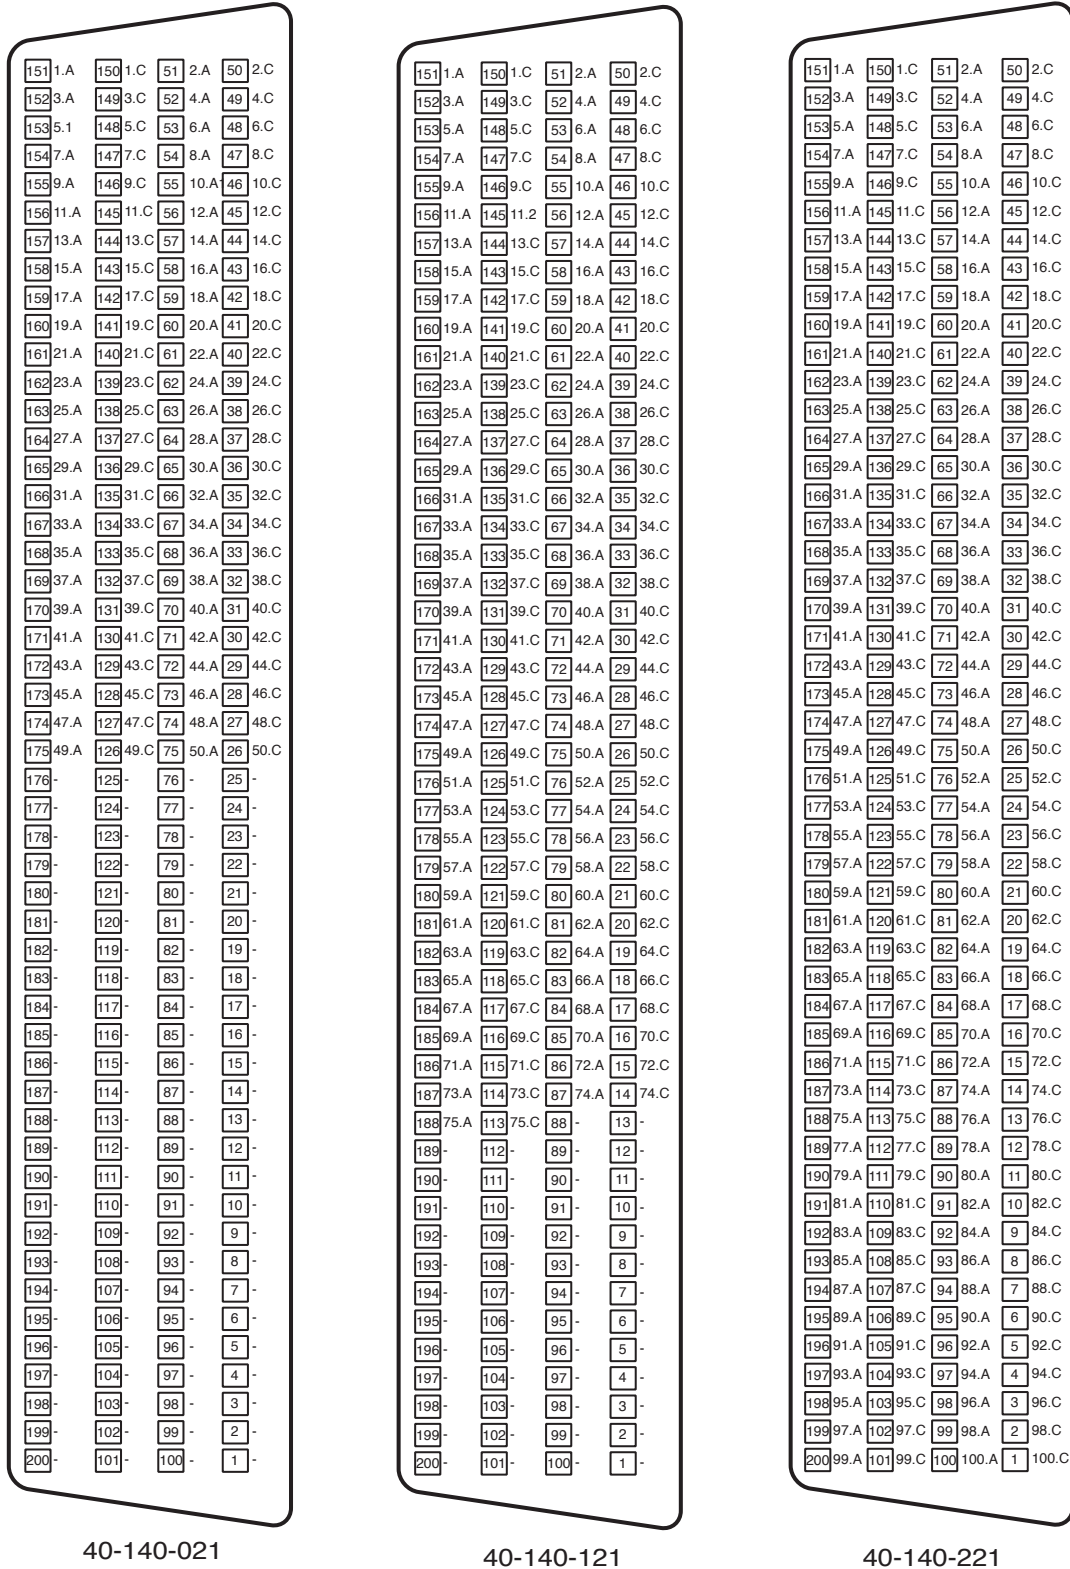 151 1.A 150 1.C 51 2.A 50 2.C
152 3.A 149 3.C 52 4.A 49 4.C
153 5.1 148 5.C 53 6.A 48 6.C
154 7.A 147 7.C 54 8.A 47 8.C
155 9.A 146 9.C 55 10.A 46 10.C
156 11.A 145 11.C 56 12.A 45 12.C
157 13.A 144 13.C 57 14.A 44 14.C
158 15.A 143 15.C 58 16.A 43 16.C
159 17.A 142 17.C 59 18.A 42 18.C
160 19.A 141 19.C 60 20.A 41 20.C
161 21.A 140 21.C 61 22.A 40 22.C
162 23.A 139 23.C 62 24.A 39 24.C
163 25.A 138 25.C 63 26.A 38 26.C
164 27.A 137 27.C 64 28.A 37 28.C
165 29.A 136 29.C 65 30.A 36 30.C
166 31.A 135 31.C 66 32.A 35 32.C
167 33.A 134 33.C 67 34.A 34 34.C
168 35.A 133 35.C 68 36.A 33 36.C
169 37.A 132 37.C 69 38.A 32 38.C
170 39.A 131 39.C 70 40.A 31 40.C
171 41.A 130 41.C 71 42.A 30 42.C
172 43.A 129 43.C 72 44.A 29 44.C
173 45.A 128 45.C 73 46.A 28 46.C
174 47.A 127 47.C 74 48.A 27 48.C
175 49.A 126 49.C 75 50.A 26 50.C
176 - 125 - 76 - 25 -
177 - 124 - 77 - 24 -
178 - 123 - 78 - 23 -
179 - 122 - 79 - 22 -
180 - 121 - 80 - 21 -
181 - 120 - 81 - 20 -
182 - 119 - 82 - 19 -
183 - 118 - 83 - 18 -
184 - 117 - 84 - 17 -
185 - 116 - 85 - 16 -
186 - 115 - 86 - 15 -
187 - 114 - 87 - 14 -
188 - 113 - 88 - 13 -
189 - 112 - 89 - 12 -
190 - 111 - 90 - 11 -
191 - 110 - 91 - 10 -
192 - 109 - 92 - 9 -
193 - 108 - 93 - 8 -
194 - 107 - 94 - 7 -
195 - 106 - 95 - 6 -
196 - 105 - 96 - 5 -
197 - 104 - 97 - 4 -
198 - 103 - 98 - 3 -
199 - 102 - 99 - 2 -
200 - 101 - 100 - 1 -
40-140-021
151 1.A 150 1.C 51 2.A 50 2.C
152 3.A 149 3.C 52 4.A 49 4.C
153 5.A 148 5.C 53 6.A 48 6.C
154 7.A 147 7.C 54 8.A 47 8.C
155 9.A 146 9.C 55 10.A 46 10.C
156 11.A 145 11.2 56 12.A 45 12.C
157 13.A 144 13.C 57 14.A 44 14.C
158 15.A 143 15.C 58 16.A 43 16.C
159 17.A 142 17.C 59 18.A 42 18.C
160 19.A 141 19.C 60 20.A 41 20.C
161 21.A 140 21.C 61 22.A 40 22.C
162 23.A 139 23.C 62 24.A 39 24.C
163 25.A 138 25.C 63 26.A 38 26.C
164 27.A 137 27.C 64 28.A 37 28.C
165 29.A 136 29.C 65 30.A 36 30.C
166 31.A 135 31.C 66 32.A 35 32.C
167 33.A 134 33.C 67 34.A 34 34.C
168 35.A 133 35.C 68 36.A 33 36.C
169 37.A 132 37.C 69 38.A 32 38.C
170 39.A 131 39.C 70 40.A 31 40.C
171 41.A 130 41.C 71 42.A 30 42.C
172 43.A 129 43.C 72 44.A 29 44.C
173 45.A 128 45.C 73 46.A 28 46.C
174 47.A 127 47.C 74 48.A 27 48.C
175 49.A 126 49.C 75 50.A 26 50.C
176 51.A 125 51.C 76 52.A 25 52.C
177 53.A 124 53.C 77 54.A 24 54.C
178 55.A 123 55.C 78 56.A 23 56.C
179 57.A 122 57.C 79 58.A 22 58.C
180 59.A 121 59.C 80 60.A 21 60.C
181 61.A 120 61.C 81 62.A 20 62.C
182 63.A 119 63.C 82 64.A 19 64.C
183 65.A 118 65.C 83 66.A 18 66.C
184 67.A 117 67.C 84 68.A 17 68.C
185 69.A 116 69.C 85 70.A 16 70.C
186 71.A 115 71.C 86 72.A 15 72.C
187 73.A 114 73.C 87 74.A 14 74.C
188 75.A 113 75.C 88 - 13 -
189 - 112 - 89 - 12 -
190 - 111 - 90 - 11 -
191 - 110 - 91 - 10 -
192 - 109 - 92 - 9 -
193 - 108 - 93 - 8 -
194 - 107 - 94 - 7 -
195 - 106 - 95 - 6 -
196 - 105 - 96 - 5 -
197 - 104 - 97 - 4 -
198 - 103 - 98 - 3 -
199 - 102 - 99 - 2 -
200 - 101 - 100 - 1 -
40-140-121
151 1.A 150 1.C 51 2.A 50 2.C
152 3.A 149 3.C 52 4.A 49 4.C
153 5.A 148 5.C 53 6.A 48 6.C
154 7.A 147 7.C 54 8.A 47 8.C
155 9.A 146 9.C 55 10.A 46 10.C
156 11.A 145 11.C 56 12.A 45 12.C
157 13.A 144 13.C 57 14.A 44 14.C
158 15.A 143 15.C 58 16.A 43 16.C
159 17.A 142 17.C 59 18.A 42 18.C
160 19.A 141 19.C 60 20.A 41 20.C
161 21.A 140 21.C 61 22.A 40 22.C
162 23.A 139 23.C 62 24.A 39 24.C
163 25.A 138 25.C 63 26.A 38 26.C
164 27.A 137 27.C 64 28.A 37 28.C
165 29.A 136 29.C 65 30.A 36 30.C
166 31.A 135 31.C 66 32.A 35 32.C
167 33.A 134 33.C 67 34.A 34 34.C
168 35.A 133 35.C 68 36.A 33 36.C
169 37.A 132 37.C 69 38.A 32 38.C
170 39.A 131 39.C 70 40.A 31 40.C
171 41.A 130 41.C 71 42.A 30 42.C
172 43.A 129 43.C 72 44.A 29 44.C
173 45.A 128 45.C 73 46.A 28 46.C
174 47.A 127 47.C 74 48.A 27 48.C
175 49.A 126 49.C 75 50.A 26 50.C
176 51.A 125 51.C 76 52.A 25 52.C
177 53.A 124 53.C 77 54.A 24 54.C
178 55.A 123 55.C 78 56.A 23 56.C
179 57.A 122 57.C 79 58.A 22 58.C
180 59.A 121 59.C 80 60.A 21 60.C
181 61.A 120 61.C 81 62.A 20 62.C
182 63.A 119 63.C 82 64.A 19 64.C
183 65.A 118 65.C 83 66.A 18 66.C
184 67.A 117 67.C 84 68.A 17 68.C
185 69.A 116 69.C 85 70.A 16 70.C
186 71.A 115 71.C 86 72.A 15 72.C
187 73.A 114 73.C 87 74.A 14 74.C
188 75.A 113 75.C 88 76.A 13 76.C
189 77.A 112 77.C 89 78.A 12 78.C
190 79.A 111 79.C 90 80.A 11 80.C
191 81.A 110 81.C 91 82.A 10 82.C
192 83.A 109 83.C 92 84.A 9 84.C
193 85.A 108 85.C 93 86.A 8 86.C
194 87.A 107 87.C 94 88.A 7 88.C
195 89.A 106 89.C 95 90.A 6 90.C
196 91.A 105 91.C 96 92.A 5 92.C
197 93.A 104 93.C 97 94.A 4 94.C
198 95.A 103 95.C 98 96.A 3 96.C
199 97.A 102 97.C 99 98.A 2 98.C
200 99.A 101 99.C 100 100.A 1 100.C
40-140-221